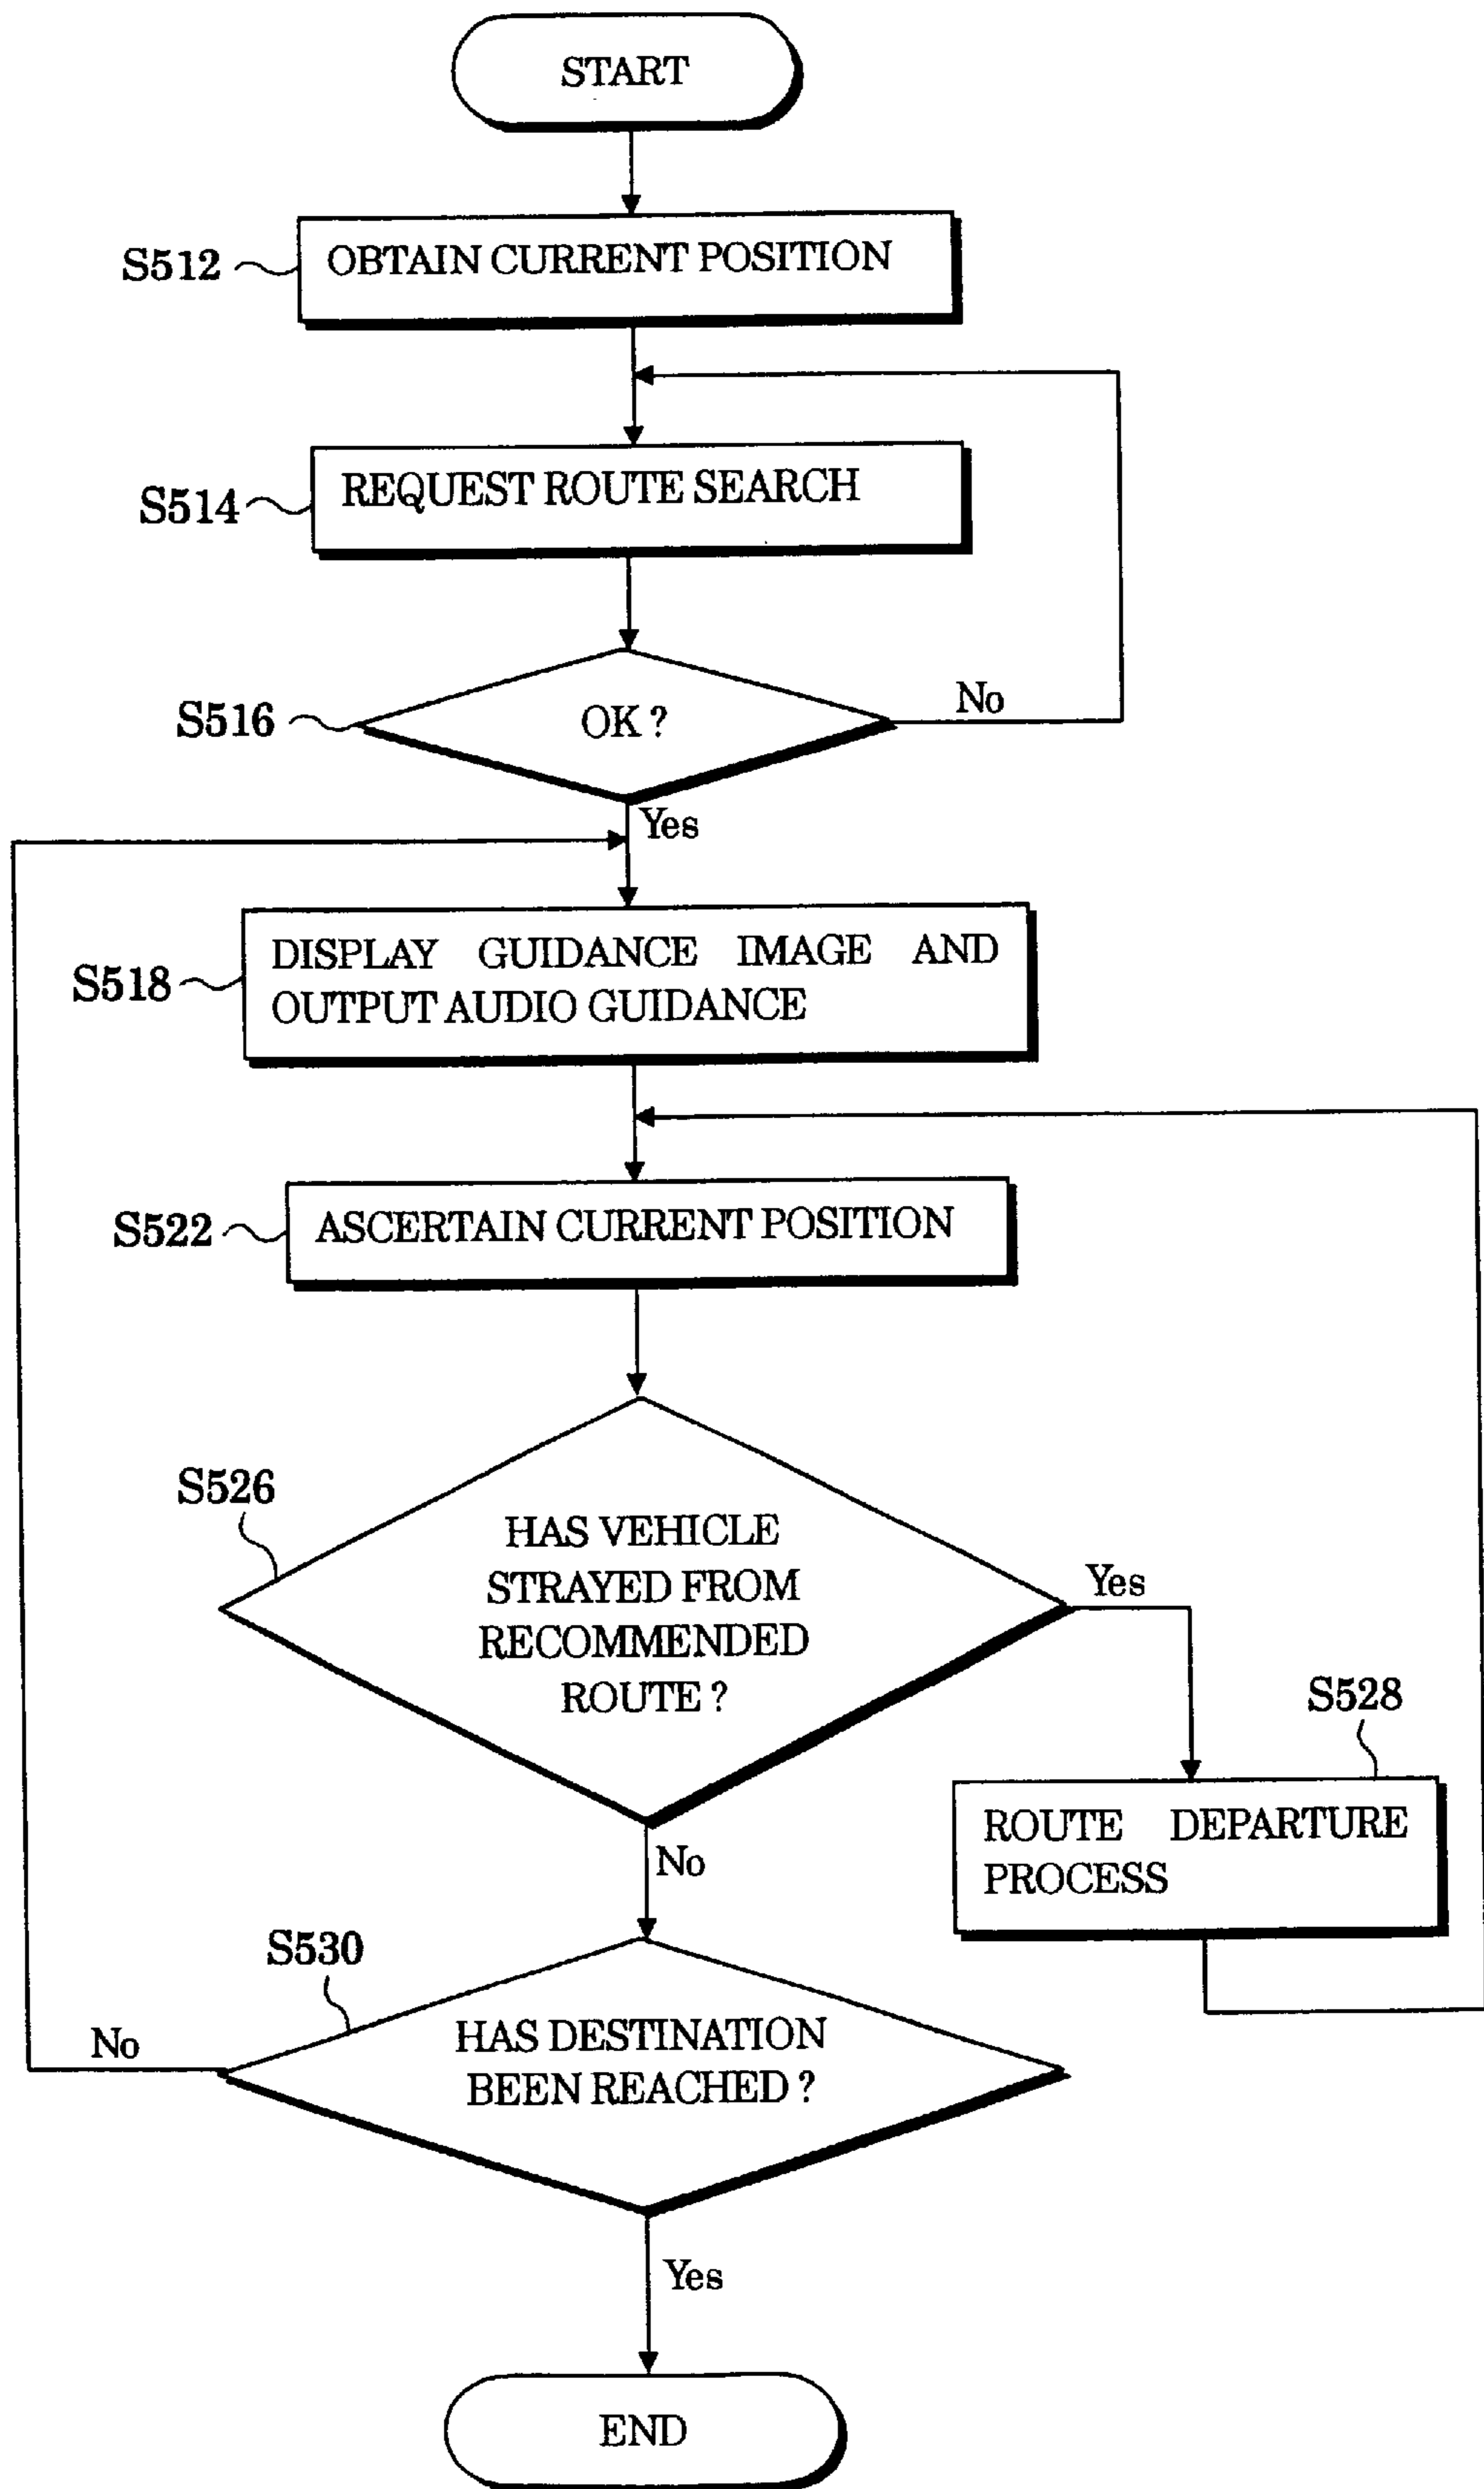 START
S512
OBTAIN CURRENT POSITION
S514
REQUEST ROUTE SEARCH
S516
OK ?
No
Yes
S518
DISPLAY GUIDANCE IMAGE AND
OUTPUT AUDIO GUIDANCE
S522
ASCERTAIN CURRENT POSITION
S526
HAS VEHICLE
STRAYED FROM
RECOMMENDED
ROUTE ?
Yes
S528
ROUTE DEPARTURE
PROCESS
No
S530
HAS DESTINATION
BEEN REACHED ?
No
Yes
END